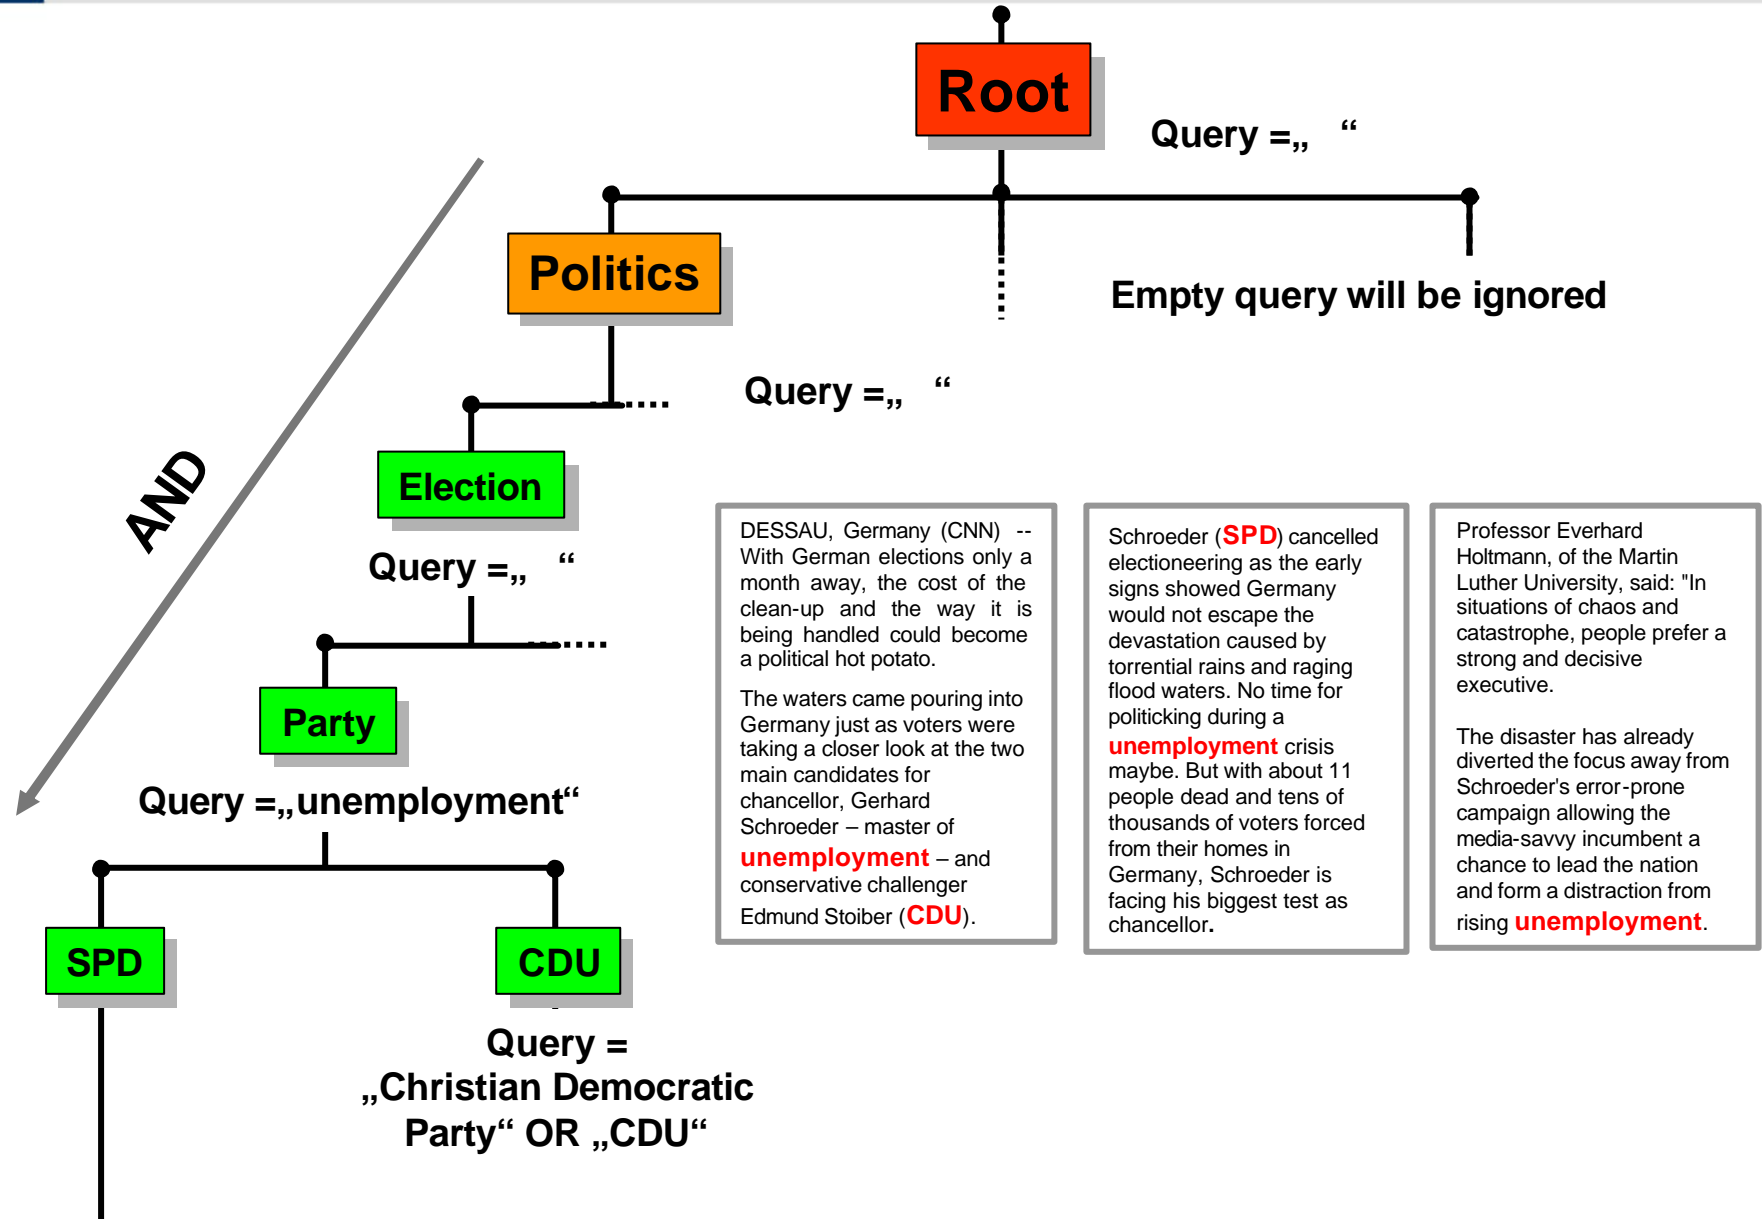 Root
Query =„ “
Politics
Empty query will be ignored
Query =„ “
AND
Election
Query =„ “
Party
Query =„unemployment“
SPD
CDU
Query =
„Christian Democratic
Party“ OR „CDU“
DESSAU, Germany (CNN) --
With German elections only a
month away, the cost of the
clean-up and the way it is
being handled could become
a political hot potato.
The waters came pouring into
Germany just as voters were
taking a closer look at the two
main candidates for
chancellor, Gerhard
Schroeder – master of
unemployment – and
conservative challenger
Edmund Stoiber (CDU).
Schroeder (SPD) cancelled
electioneering as the early
signs showed Germany
would not escape the
devastation caused by
torrential rains and raging
flood waters. No time for
politicking during a
unemployment crisis
maybe. But with about 11
people dead and tens of
thousands of voters forced
from their homes in
Germany, Schroeder is
facing his biggest test as
chancellor.
Professor Everhard
Holtmann, of the Martin
Luther University, said: "In
situations of chaos and
catastrophe, people prefer a
strong and decisive
executive.
The disaster has already
diverted the focus away from
Schroeder's error-prone
campaign allowing the
media-savvy incumbent a
chance to lead the nation
and form a distraction from
rising unemployment.